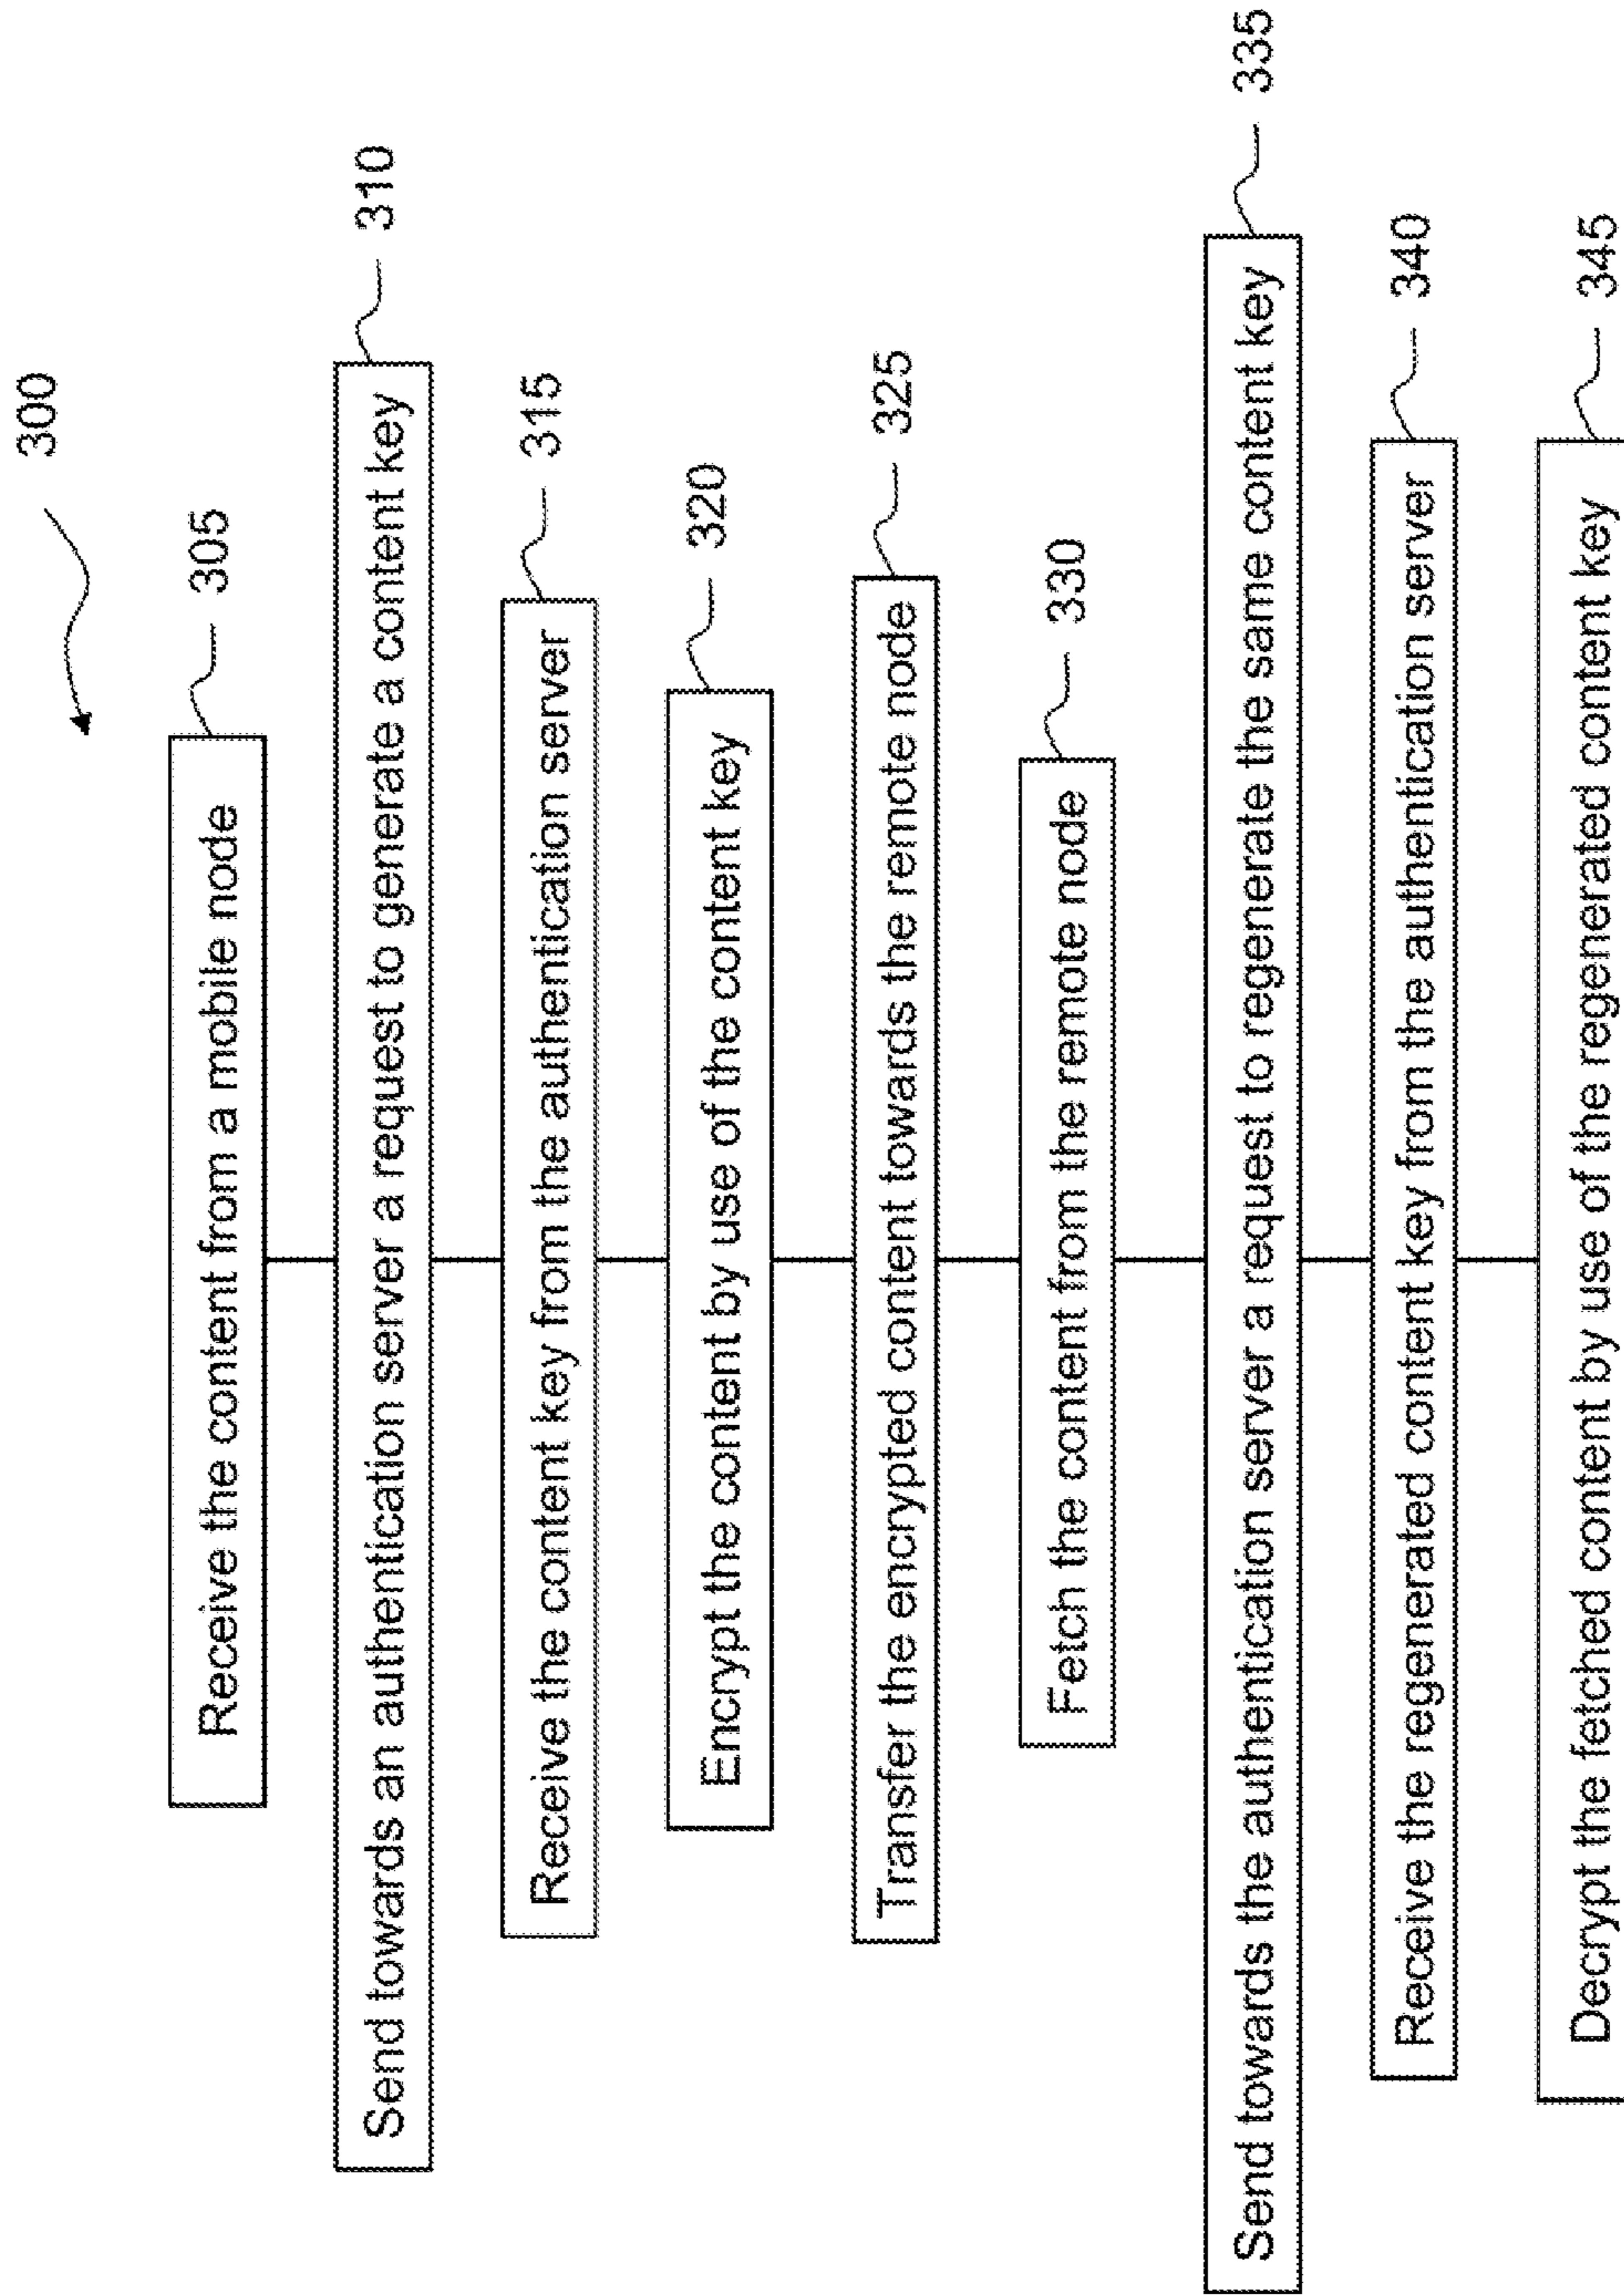 300
Receive the content from a mobile node
305
Send towards an authentication server a request to generate a content key
310
Receive the content key from the authentication server
315
Encrypt the content by use of the content key
320
Transfer the encrypted content towards the remote node
325
Fetch the content from the remote node
330
Send towards the authentication server a request to regenerate the same content key
335
Receive the regenerated content key from the authentication server
340
Decrypt the fetched content by use of the regenerated content key
345